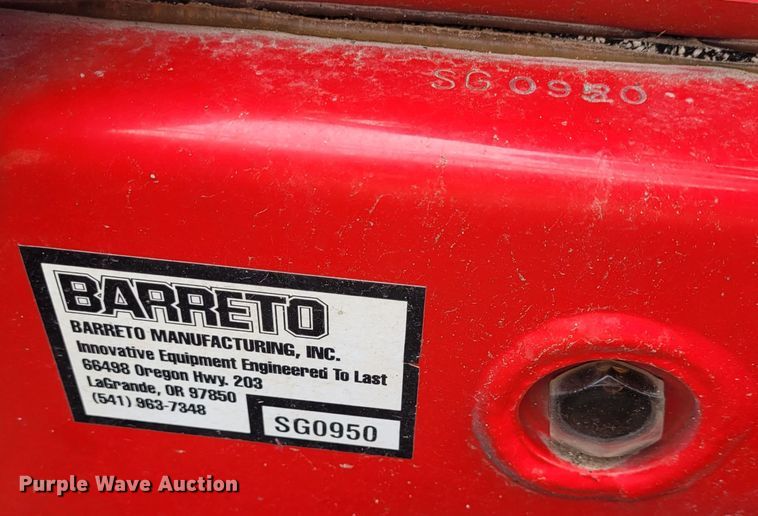 SG0950
BARRETO
BARRETO MANUFACTURING, INC.
Innovative Equipment Engineered To Last
66498 Oregon Hwy. 203
LaGrande, OR 97850
(541) 963-7348
SG0950
Purple Wave Auction